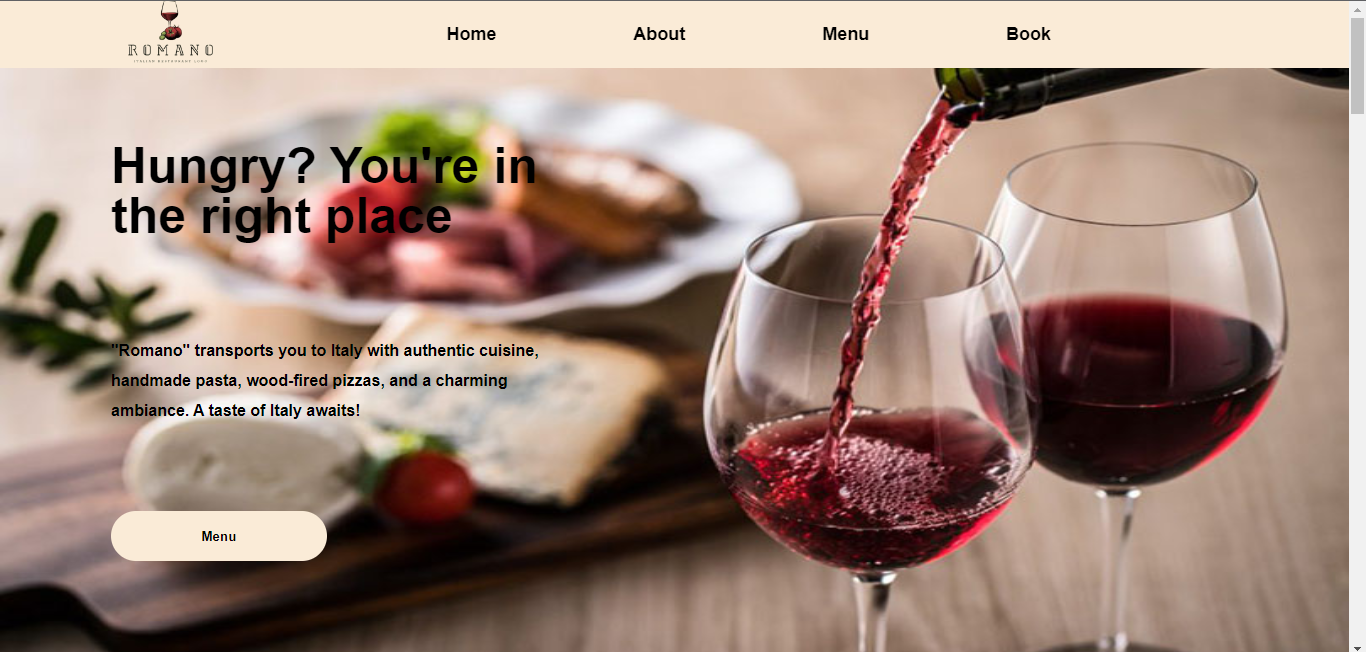 ROMANO
Home
About
Menu
Book
Hungry? You're in
the right place
"Romano" transports you to Italy with authentic cuisine,
handmade pasta, wood-fired pizzas, and a charming
ambiance. A taste of Italy awaits!
Menu